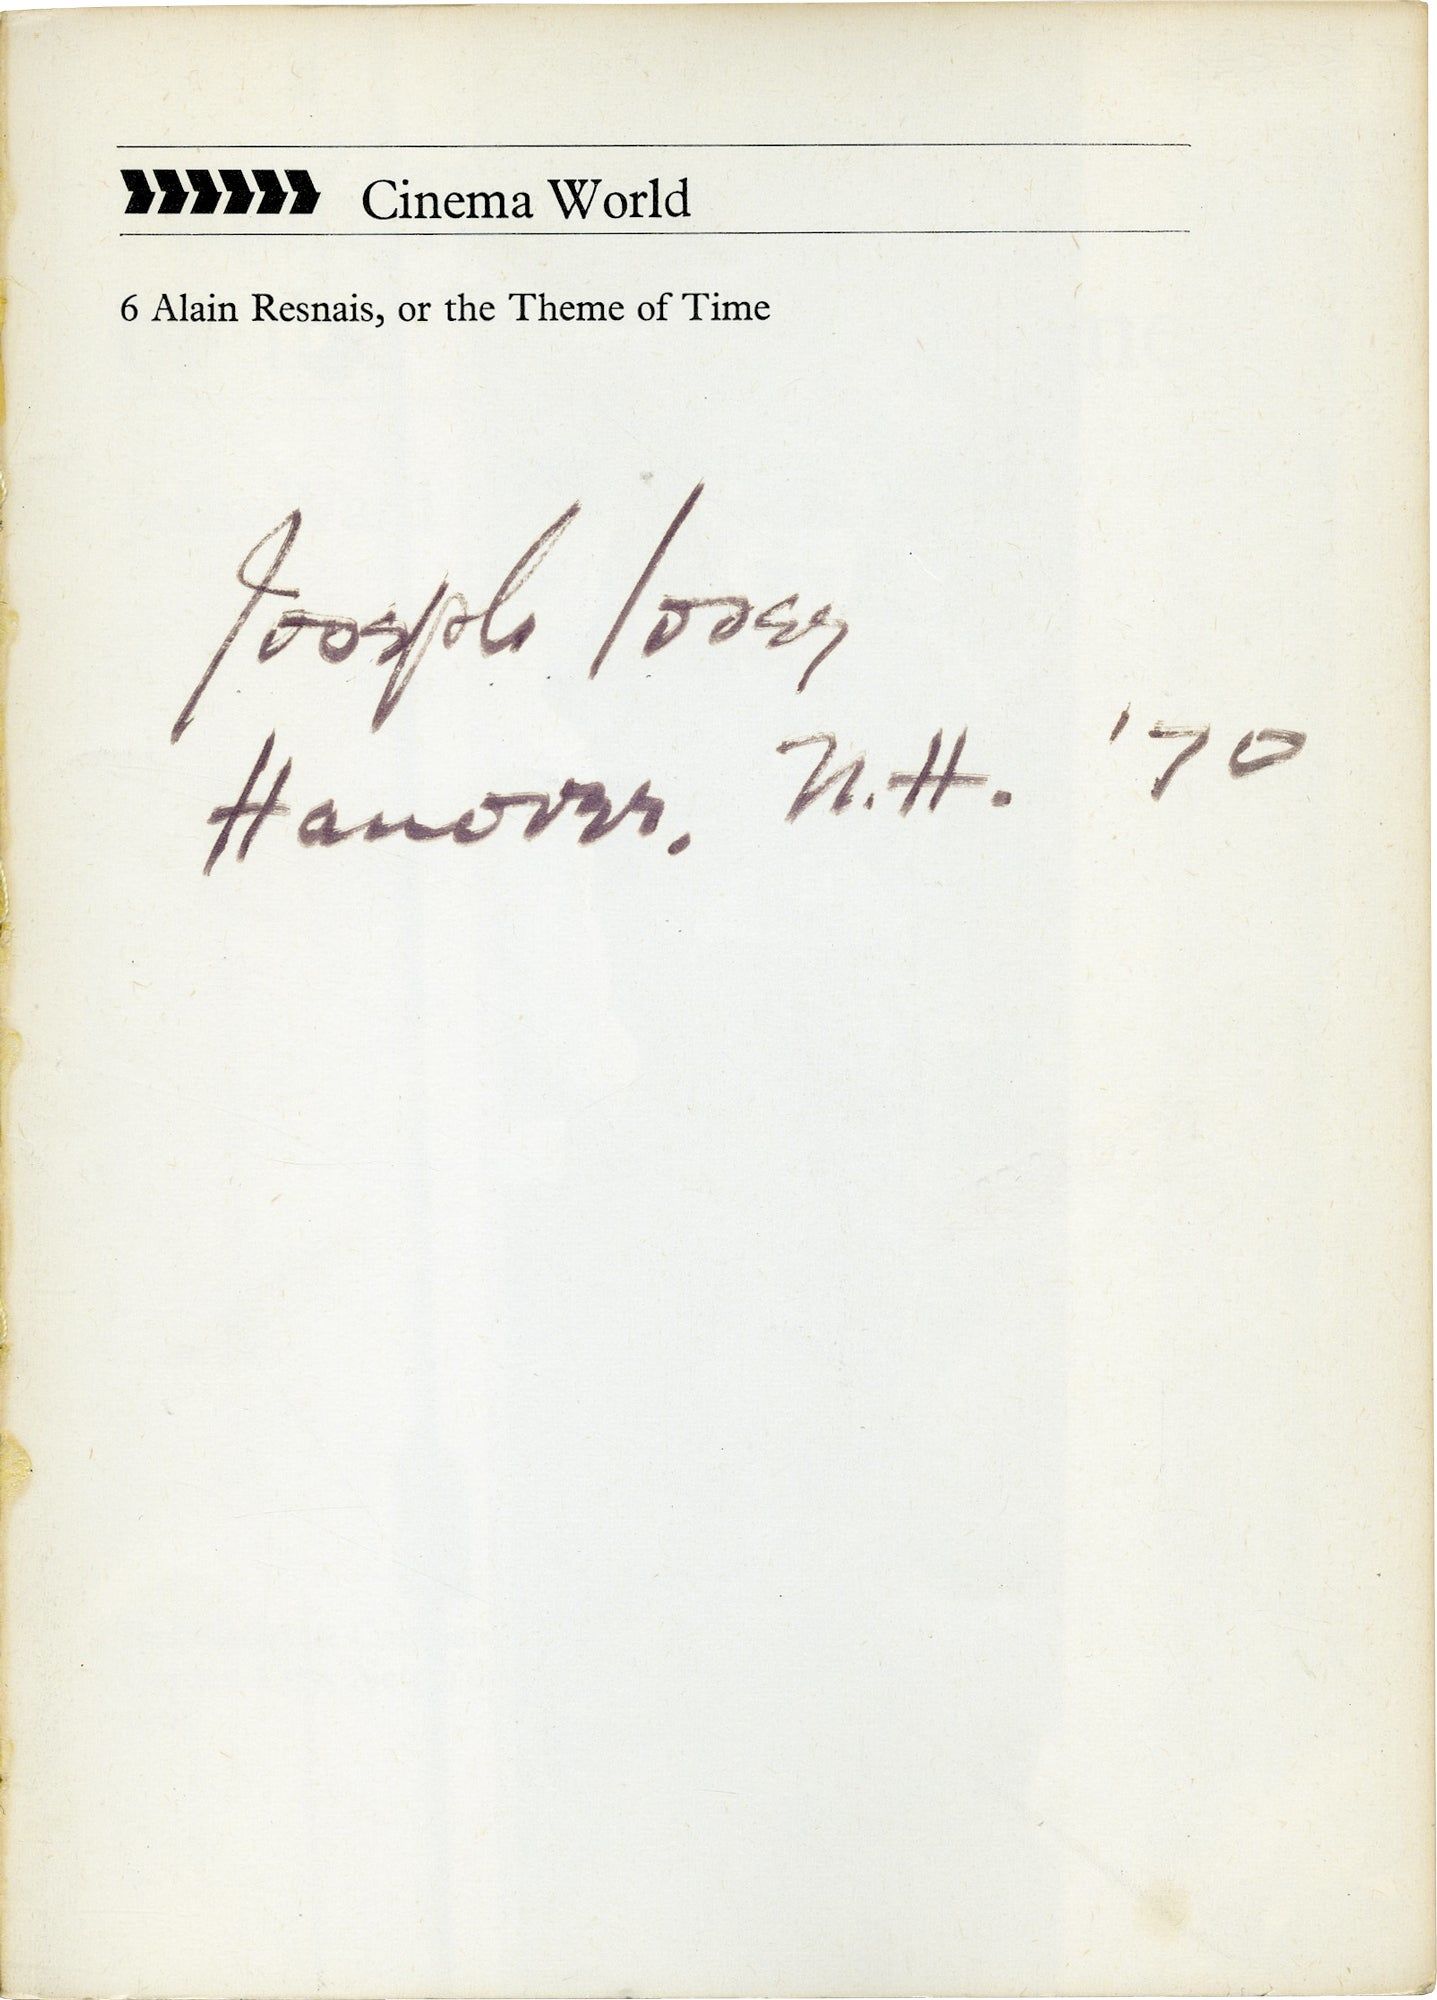 Cinema World
6 Alain Resnais, or the Theme of Time
Joseph Losey
Hanover, N.H. '70